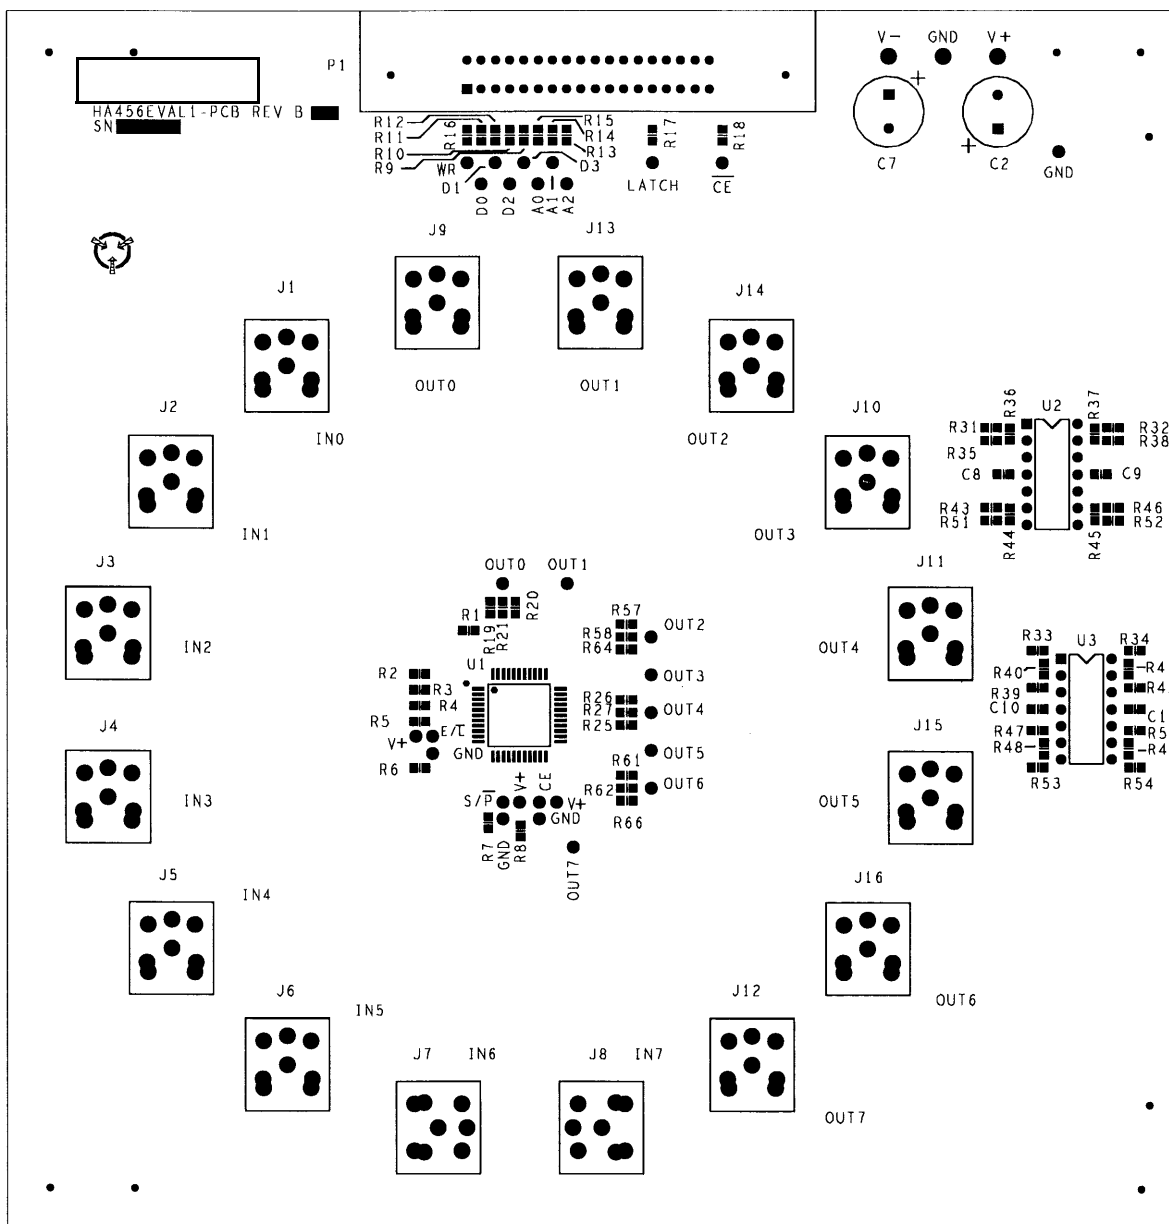 V- GND V+
P1
HA456EVAL1-PCB REV B
SN
R12 R16 R15 R17 R18
R11 R14
R10 R13
R9 WR D3 C7 C2
D1 LATCH CE GND
D0 D2 A0 A1 A2
J9 J13
J1 J14
OUT0 OUT1
J2 J10 R36 U2 R37
IN0 OUT2 R31 R32
R38
R35
C8 C9
R43 R46
IN1 OUT3 R51 R52
R44 R45
J3 OUT0 OUT1 J11
R1 R19 R21 R20 R57
R58 OUT2
IN2 R64 OUT4 R33 U3 R34
U1
R2 OUT3 R40 R4
R3 R39 R4
R4 R26
R27 OUT4 C10 C1
R5 R25
J4 E/L J15 R47 R5
V+ GND OUT5 R48 R4
R6 R61
IN3 V+ CE R62 OUT6 R53 R54
S/P V+ OUT5
R7 GND R8 GND R66
OUT7
J5 IN4 J16
J6 IN5 J12 OUT6
J7 IN6 J8 IN7
OUT7